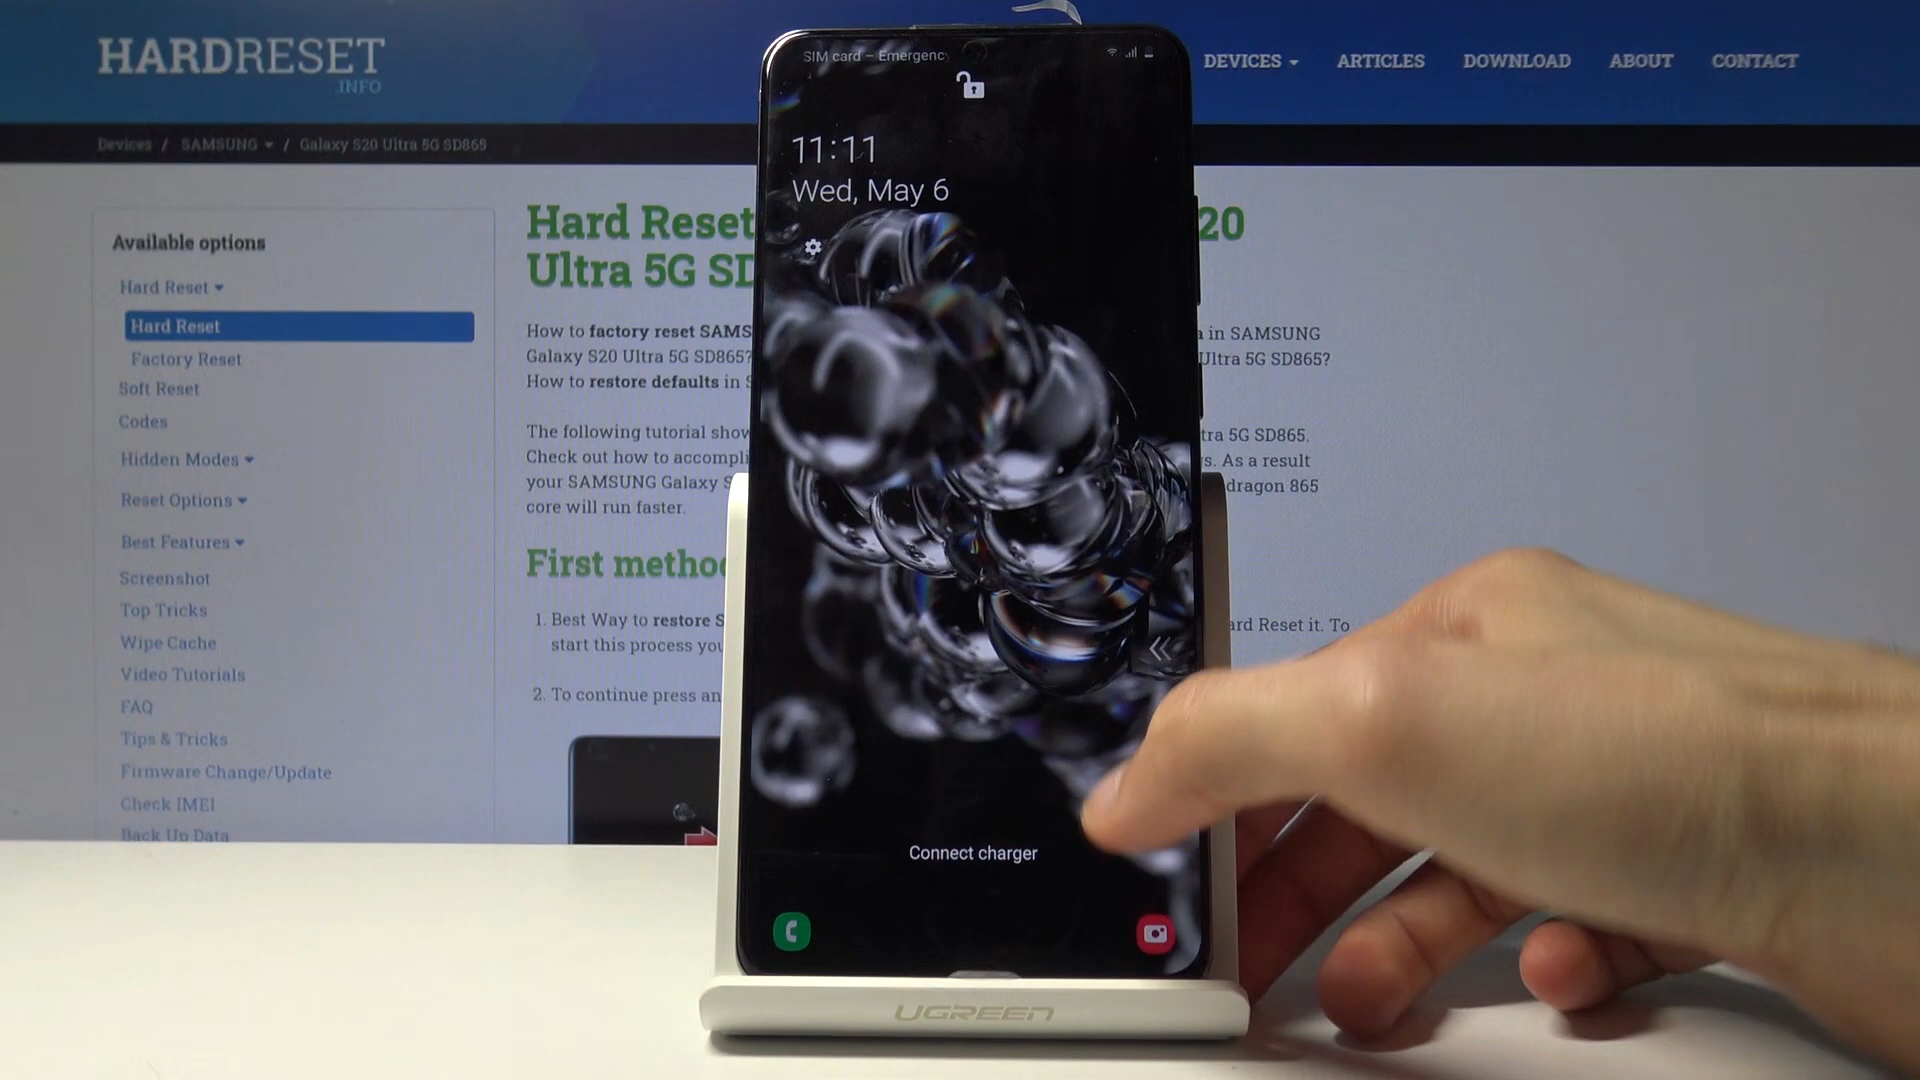 HARDRESET
.INFO
DEVICES
ARTICLES
DOWNLOAD
ABOUT
CONTACT
Devices / SAMSUNG / Galaxy S20 Ultra 5G SD865
Available options
Hard Reset
Hard Reset
Factory Reset
Soft Reset
Codes
Hidden Modes
Reset Options
Best Features
Screenshot
Top Tricks
Wipe Cache
Video Tutorials
FAQ
Tips & Tricks
Firmware Change/Update
Check IMEI
Back Up Data
Hard Reset 20
Ultra 5G SD
How to factory reset SAMS a in SAMSUNG
Galaxy S20 Ultra 5G SD865? Ultra 5G SD865?
How to restore defaults in S
The following tutorial show tra 5G SD865.
Check out how to accompli s. As a result
your SAMSUNG Galaxy S dragon 865
core will run faster.
First method
1. Best Way to restore S ard Reset it. To
start this process you
2. To continue press an
SIM card – Emergenc
11:11
Wed, May 6
Connect charger
UGREEN